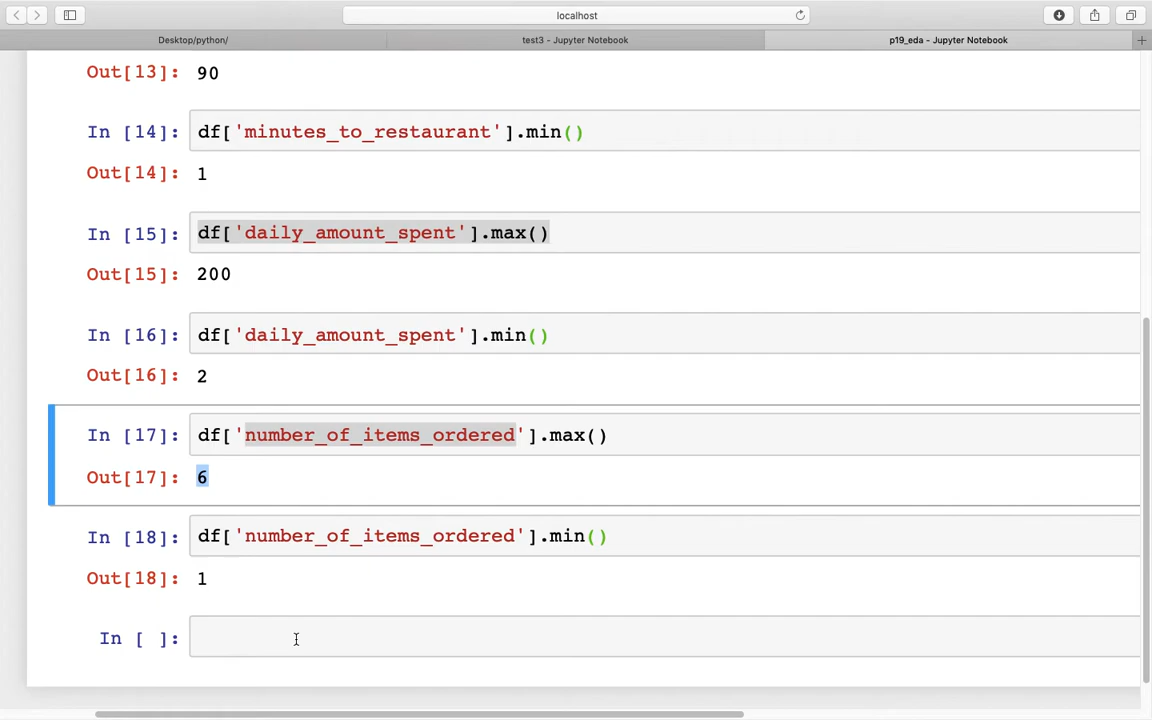 localhost
Desktop/python/
test3 - Jupyter Notebook
p19_eda - Jupyter Notebook
Out[13]: 90
In [14]: df['minutes_to_restaurant'].min()
Out[14]: 1
In [15]: df['daily_amount_spent'].max()
Out[15]: 200
In [16]: df['daily_amount_spent'].min()
Out[16]: 2
In [17]: df['number_of_items_ordered'].max()
Out[17]: 6
In [18]: df['number_of_items_ordered'].min()
Out[18]: 1
In [ ]: